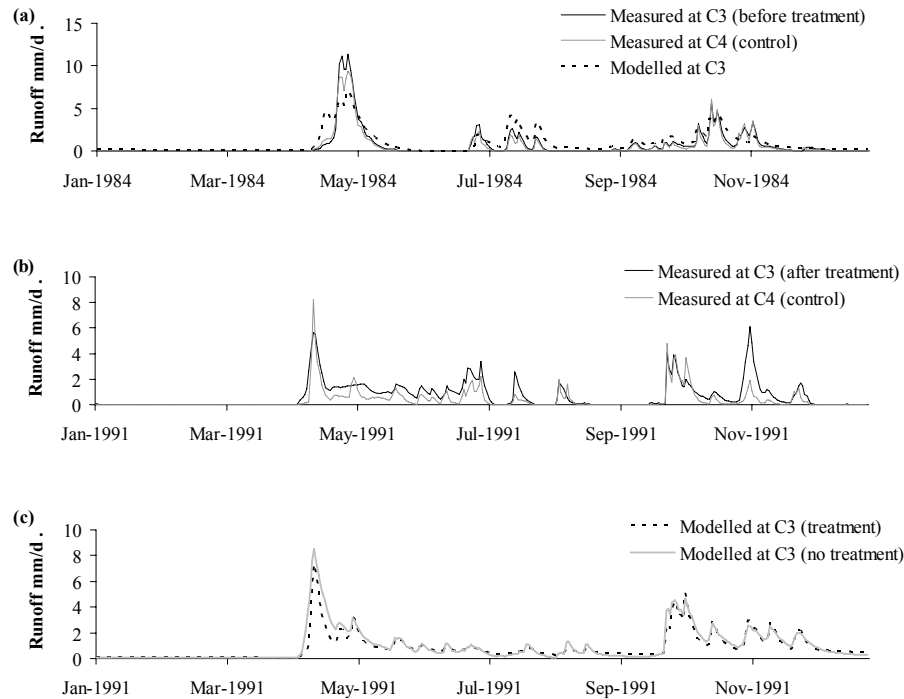 (a)
Runoff mm/d .
15
10
5
0
Measured at C3 (before treatment)
Measured at C4 (control)
Modelled at C3
Jan-1984 Mar-1984 May-1984 Jul-1984 Sep-1984 Nov-1984
(b)
Runoff mm/d .
10
8
6
4
2
0
Measured at C3 (after treatment)
Measured at C4 (control)
Jan-1991 Mar-1991 May-1991 Jul-1991 Sep-1991 Nov-1991
(c)
Runoff mm/d .
10
8
6
4
2
0
Modelled at C3 (treatment)
Modelled at C3 (no treatment)
Jan-1991 Mar-1991 May-1991 Jul-1991 Sep-1991 Nov-1991